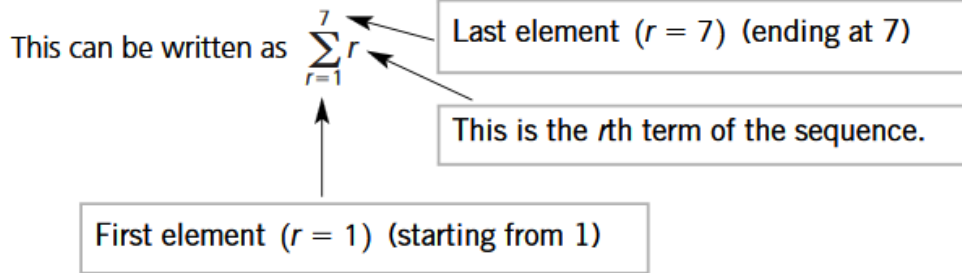 7
This can be written as ∑ r
r=1
Last element (r = 7) (ending at 7)
This is the rth term of the sequence.
First element (r = 1) (starting from 1)